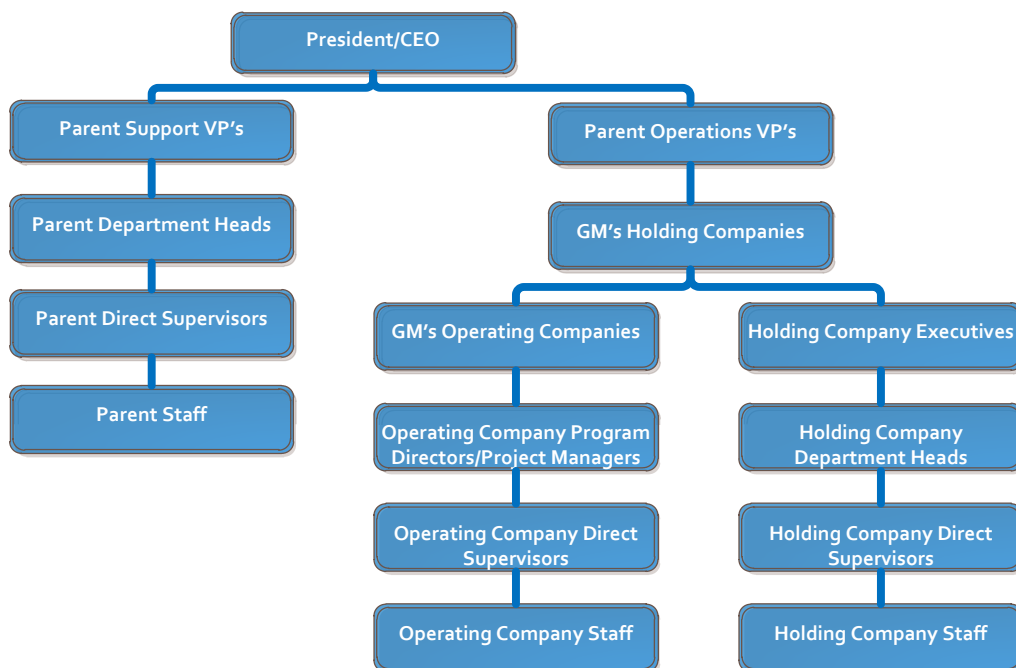 President/CEO
Parent Support VP's
Parent Operations VP's
Parent Department Heads
GM's Holding Companies
Parent Direct Supervisors
GM's Operating Companies
Holding Company Executives
Parent Staff
Operating Company Program
Directors/Project Managers
Holding Company
Department Heads
Operating Company Direct
Supervisors
Holding Company Direct
Supervisors
Operating Company Staff
Holding Company Staff